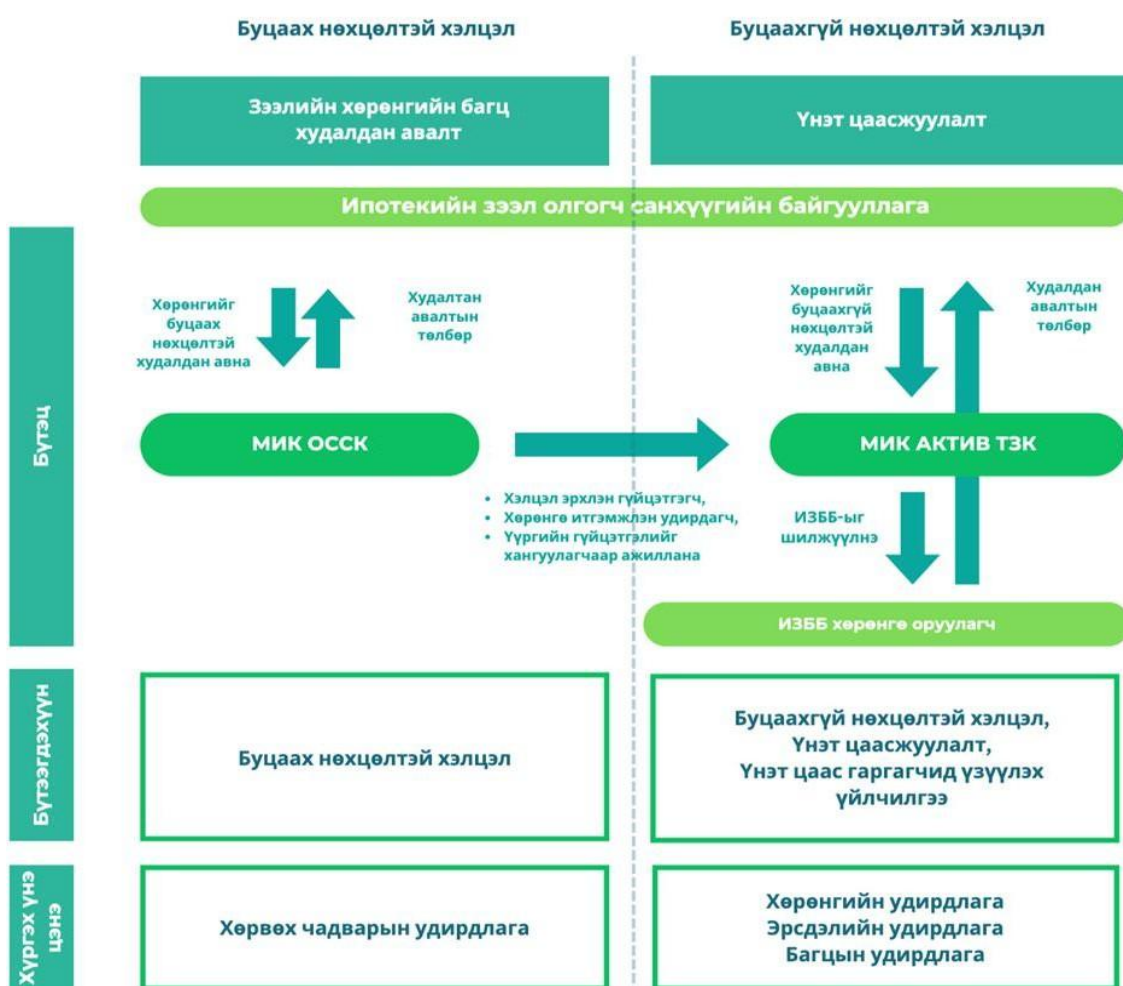 Буцаах нөхцөлтэй хэлцэл
Буцаахгүй нөхцөлтэй хэлцэл
Зээлийн хөрөнгийн багц
худалдан авалт
Үнэт цаасжуулалт
Ипотекийн зээл олгогч санхүүгийн байгууллага
Бүтэц
Хөрөнгийг
буцаах
нөхцөлтэй
худалдан авна
Худалтан
авалтын
төлбөр
Хөрөнгийг
буцаахгүй
нөхцөлтэй
худалдан
авна
Худалдан
авалтын
төлбөр
МИК ОССК
МИК АКТИВ ТЗК
• Хэлцэл эрхлэн гүйцэтгэгч,
• Хөрөнгө итгэмжлэн удирдагч,
• Үүргийн гүйцэтгэлийг
хангуулагчаар ажиллана
ИЗББ-ыг
шилжүүлнэ
ИЗББ хөрөнгө оруулагч
Бүтээгдэхүүн
Буцаах нөхцөлтэй хэлцэл
Буцаахгүй нөхцөлтэй хэлцэл,
Үнэт цаасжуулалт,
Үнэт цаас гаргагчид үзүүлэх
үйлчилгээ
Хүргэх үнэ
цэнэ
Хөрвөх чадварын удирдлага
Хөрөнгийн удирдлага
Эрсдэлийн удирдлага
Багцын удирдлага